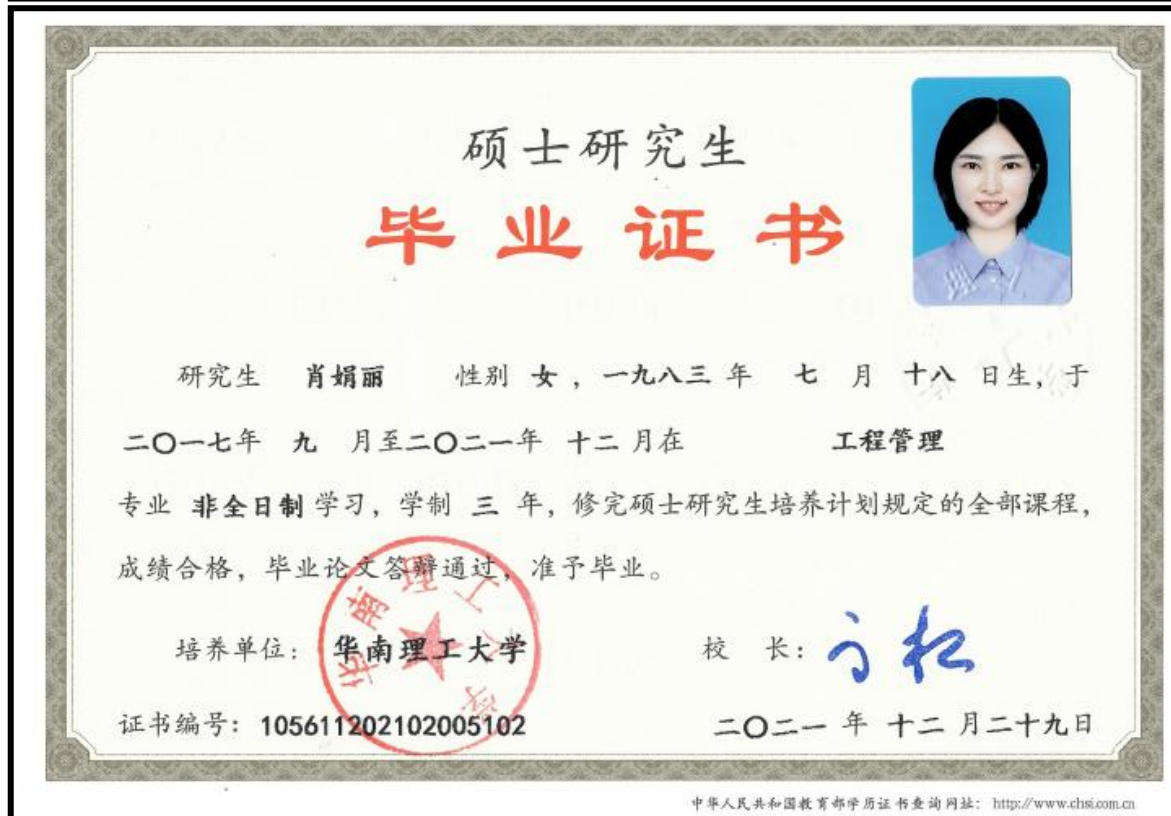 硕士研究生
毕业证书
研究生 肖娟丽 性别 女，一九八三 年 七 月 十八 日生，于
二〇一七年 九 月至二〇二一年 十二 月在 工程管理
专业 非全日制 学习，学制 三 年，修完硕士研究生培养计划规定的全部课程，
成绩合格，毕业论文答辩通过，准予毕业。
培养单位：华南理工大学
校 长：
华南理工大学
证书编号：105611202102005102
二〇二一 年 十二 月二十九日
中华人民共和国教育部学历证书查询网址：http://www.chsi.com.cn